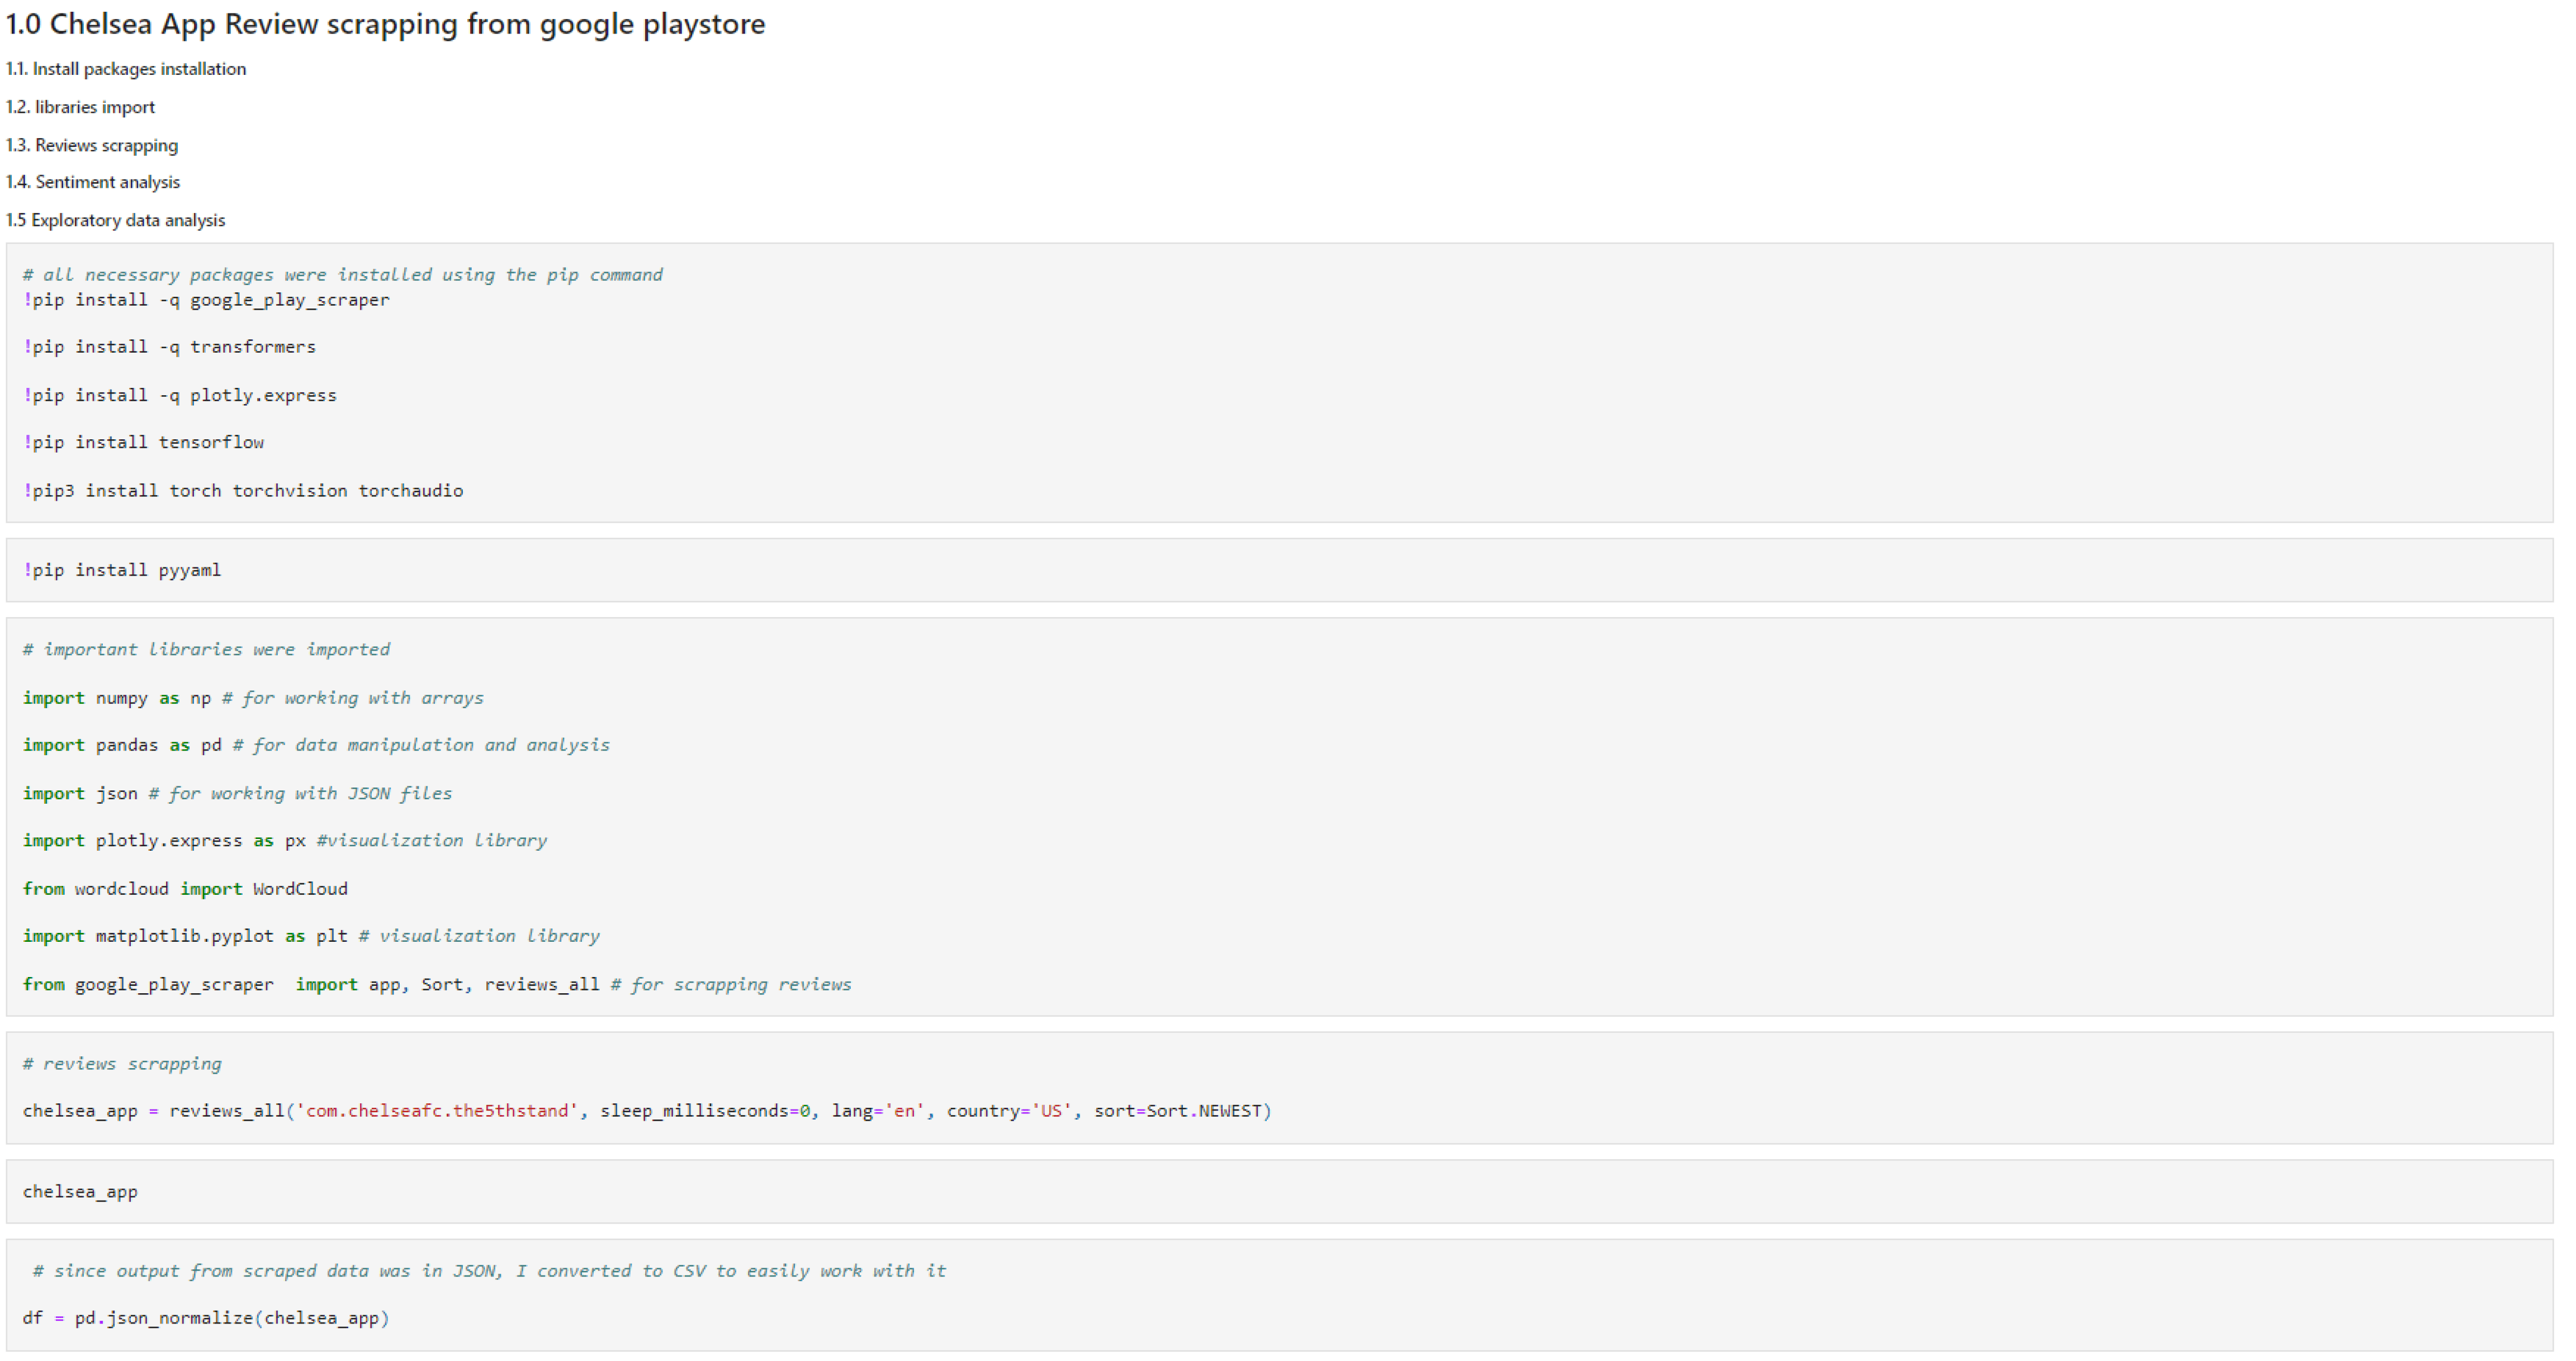 1.0 Chelsea App Review scrapping from google playstore
1.1. Install packages installation
1.2. libraries import
1.3. Reviews scrapping
1.4. Sentiment analysis
1.5 Exploratory data analysis
# all necessary packages were installed using the pip command
!pip install -q google_play_scraper
!pip install -q transformers
!pip install -q plotly.express
!pip install tensorflow
!pip3 install torch torchvision torchaudio
!pip install pyyaml
# important libraries were imported
import numpy as np # for working with arrays
import pandas as pd # for data manipulation and analysis
import json # for working with JSON files
import plotly.express as px #visualization library
from wordcloud import WordCloud
import matplotlib.pyplot as plt # visualization library
from google_play_scraper  import app, Sort, reviews_all # for scrapping reviews
# reviews scrapping
chelsea_app = reviews_all('com.chelseafc.the5thstand', sleep_milliseconds=0, lang='en', country='US', sort=Sort.NEWEST)
chelsea_app
# since output from scraped data was in JSON, I converted to CSV to easily work with it
df = pd.json_normalize(chelsea_app)